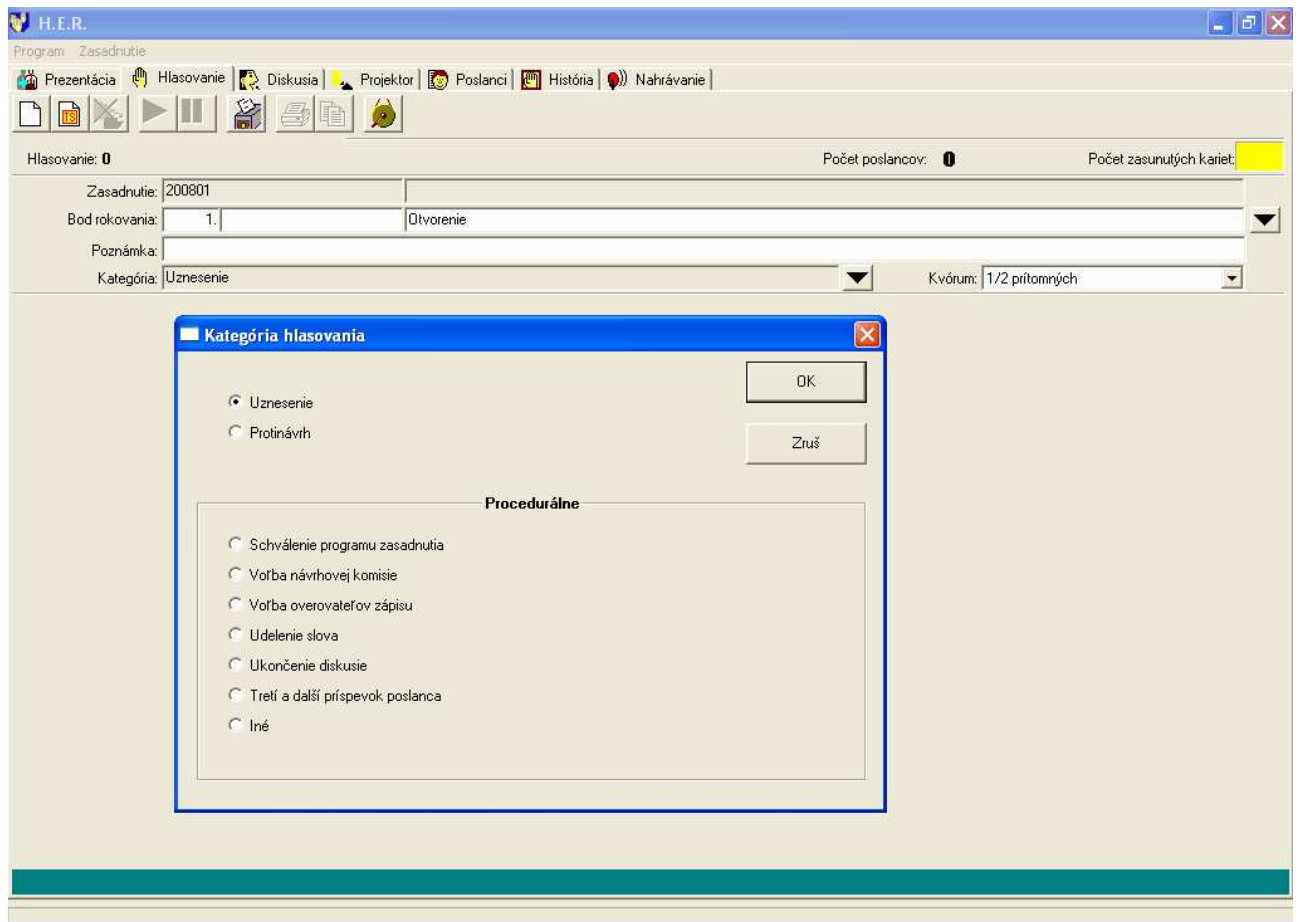 H.E.R.
Program Zasadnutie
Prezentácia Hlasovanie Diskusia Projektor Poslanci História Nahrávanie
TS
Hlasovanie: 0 Počet poslancov: 0 Počet zasunutých kariet:
Zasadnutie: 200801
Bod rokovania: 1. Otvorenie
Poznámka:
Kategória: Uznesenie Kvórum: 1/2 prítomných
Kategória hlasovania
OK
Uznesenie
Protinávrh
Zruš
Procedurálne
Schválenie programu zasadnutia
Voľba návrhovej komisie
Voľba overovateľov zápisu
Udelenie slova
Ukončenie diskusie
Tretí a další príspevok poslanca
Iné